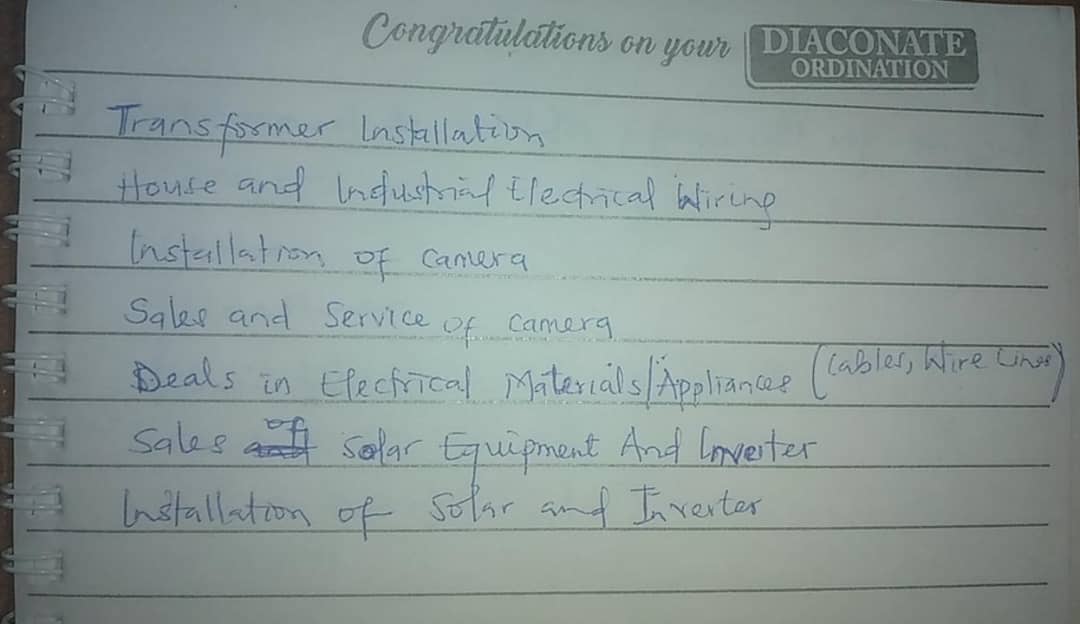 Congratulations on your DIACONATE ORDINATION
Transformer Installation
House and Industrial Electrical Wiring
Installation of camera
Sales and Service of camera
Deals in Electrical Materials/Appliances (Cables, Wire Lines)
Sales of Solar Equipment And Inverter
Installation of Solar and Inverter